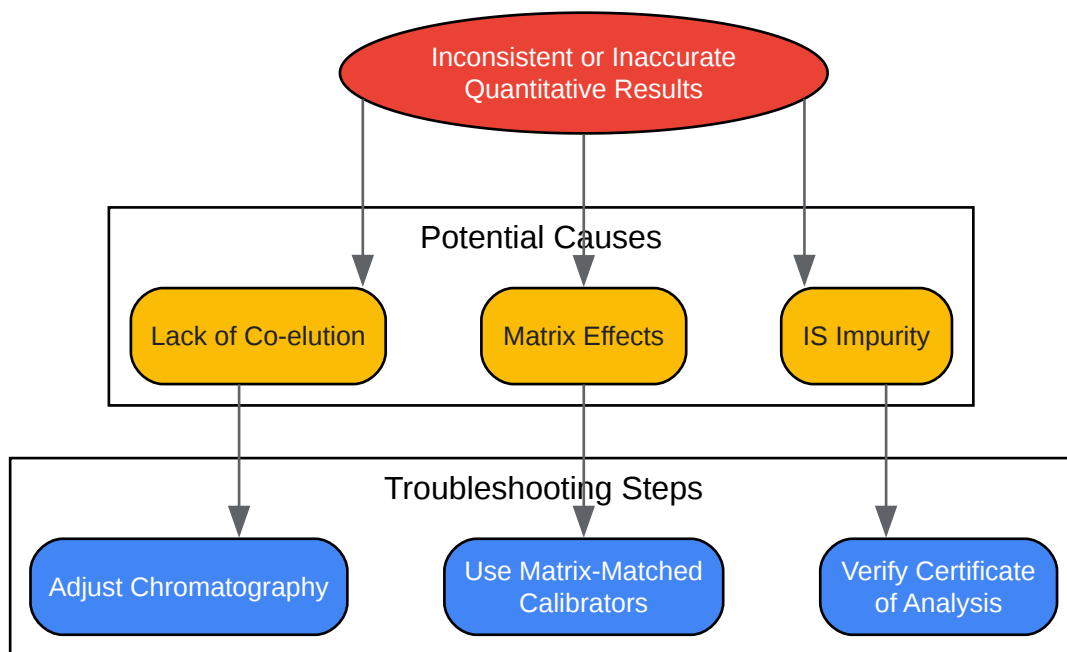 Inconsistent or Inaccurate
Quantitative Results
Potential Causes
Lack of Co-elution
Matrix Effects
IS Impurity
Troubleshooting Steps
Adjust Chromatography
Use Matrix-Matched
Calibrators
Verify Certificate
of Analysis